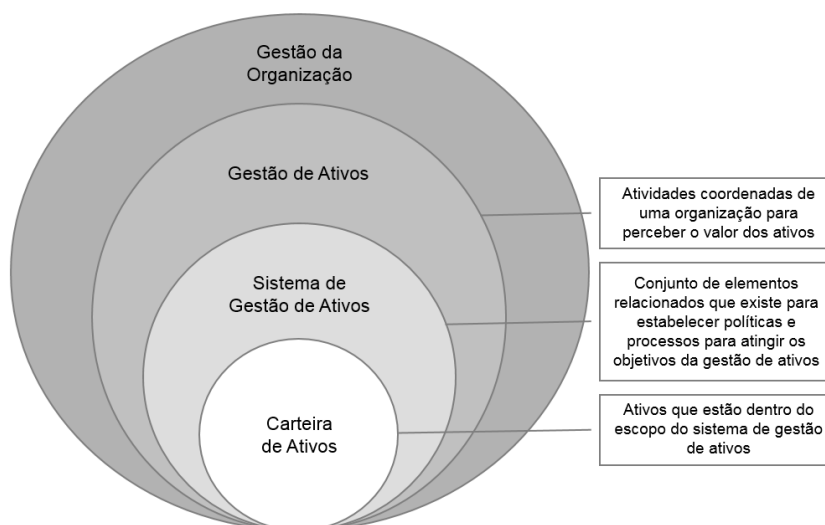 Gestão da
Organização
Gestão de Ativos
Sistema de
Gestão de Ativos
Carteira
de Ativos
Atividades coordenadas de
uma organização para
perceber o valor dos ativos
Conjunto de elementos
relacionados que existe para
estabelecer políticas e
processos para atingir os
objetivos da gestão de ativos
Ativos que estão dentro do
escopo do sistema de gestão
de ativos